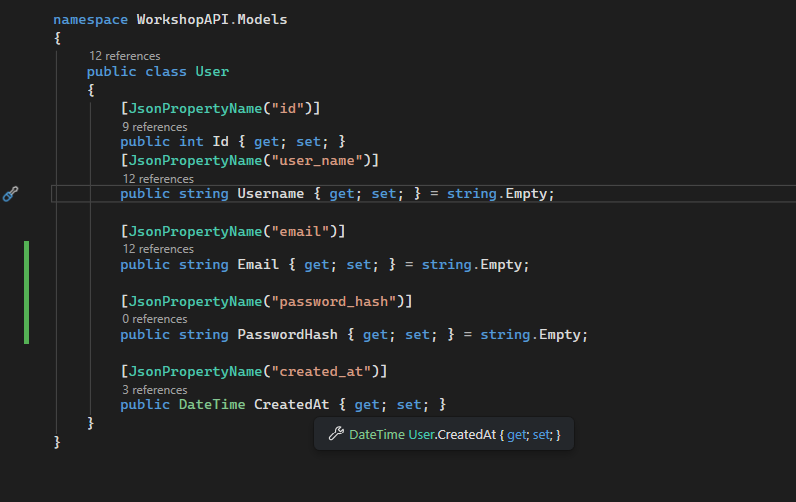 namespace WorkshopAPI.Models
{
12 references
public class User
{
[JsonPropertyName("id")]
9 references
public int Id { get; set; }
[JsonPropertyName("user_name")]
12 references
public string Username { get; set; } = string.Empty;
[JsonPropertyName("email")]
12 references
public string Email { get; set; } = string.Empty;
[JsonPropertyName("password_hash")]
0 references
public string PasswordHash { get; set; } = string.Empty;
[JsonPropertyName("created_at")]
3 references
public DateTime CreatedAt { get; set; }
}
DateTime User.CreatedAt { get; set; }
}